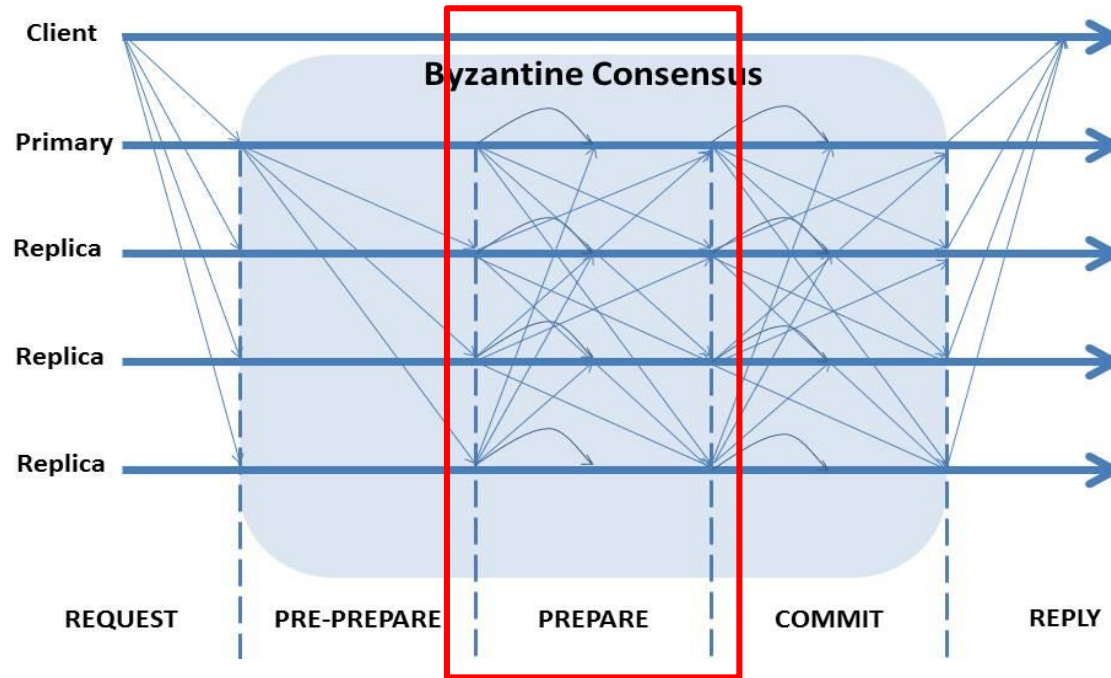 Client
Byzantine Consensus
Primary
Replica
Replica
Replica
REQUEST PRE-PREPARE PREPARE COMMIT REPLY